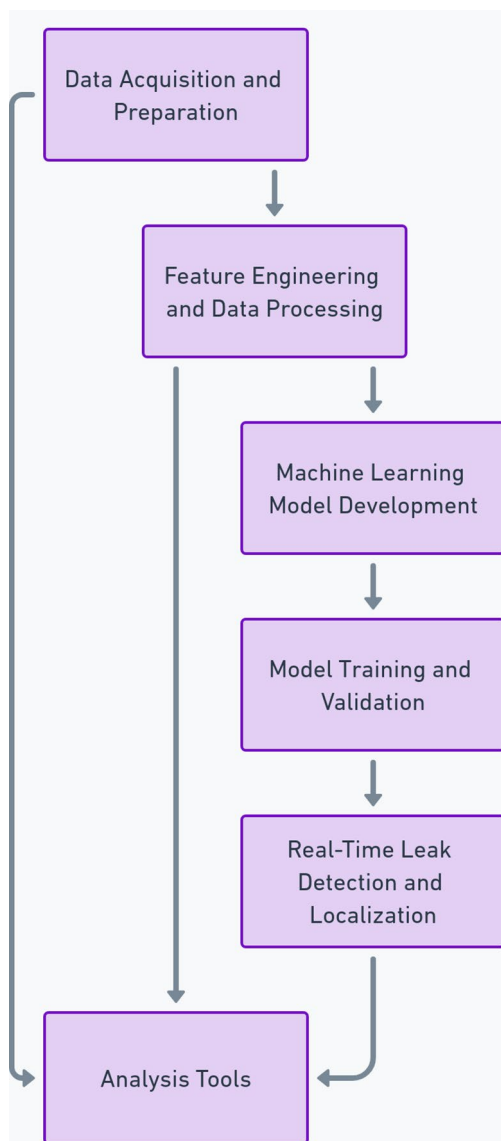 Data Acquisition and
Preparation
Feature Engineering
and Data Processing
Machine Learning
Model Development
Model Training and
Validation
Real-Time Leak
Detection and
Localization
Analysis Tools